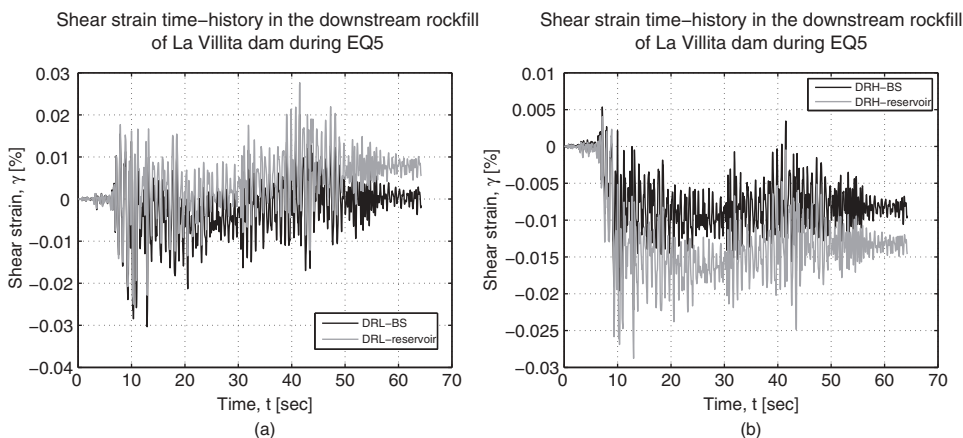 Shear strain time−history in the downstream rockfill
of La Villita dam during EQ5
0.03
0.02
0.01
0
−0.01
−0.02
−0.03
−0.04
Shear strain, γ [%]
DRL−BS
DRL−reservoir
0 10 20 30 40 50 60 70
Time, t [sec]
(a)
Shear strain time−history in the downstream rockfill
of La Villita dam during EQ5
0.01
0.005
0
−0.005
−0.01
−0.015
−0.02
−0.025
−0.03
Shear strain, γ [%]
DRH−BS
DRH−reservoir
0 10 20 30 40 50 60 70
Time, t [sec]
(b)